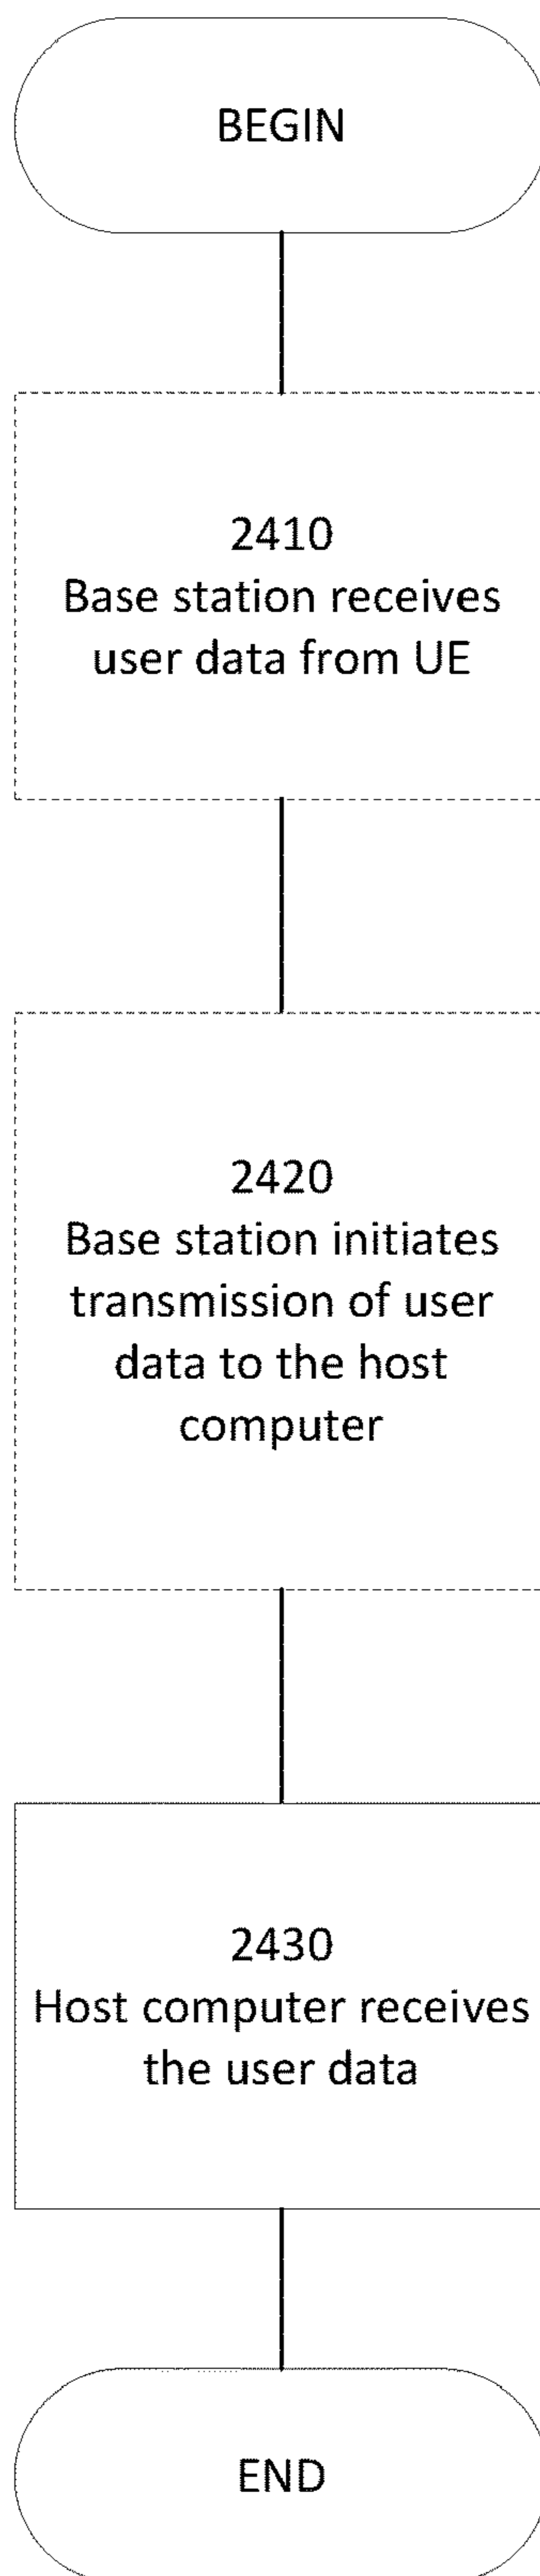 BEGIN
2410
Base station receives
user data from UE
2420
Base station initiates
transmission of user
data to the host
computer
2430
Host computer receives
the user data
END